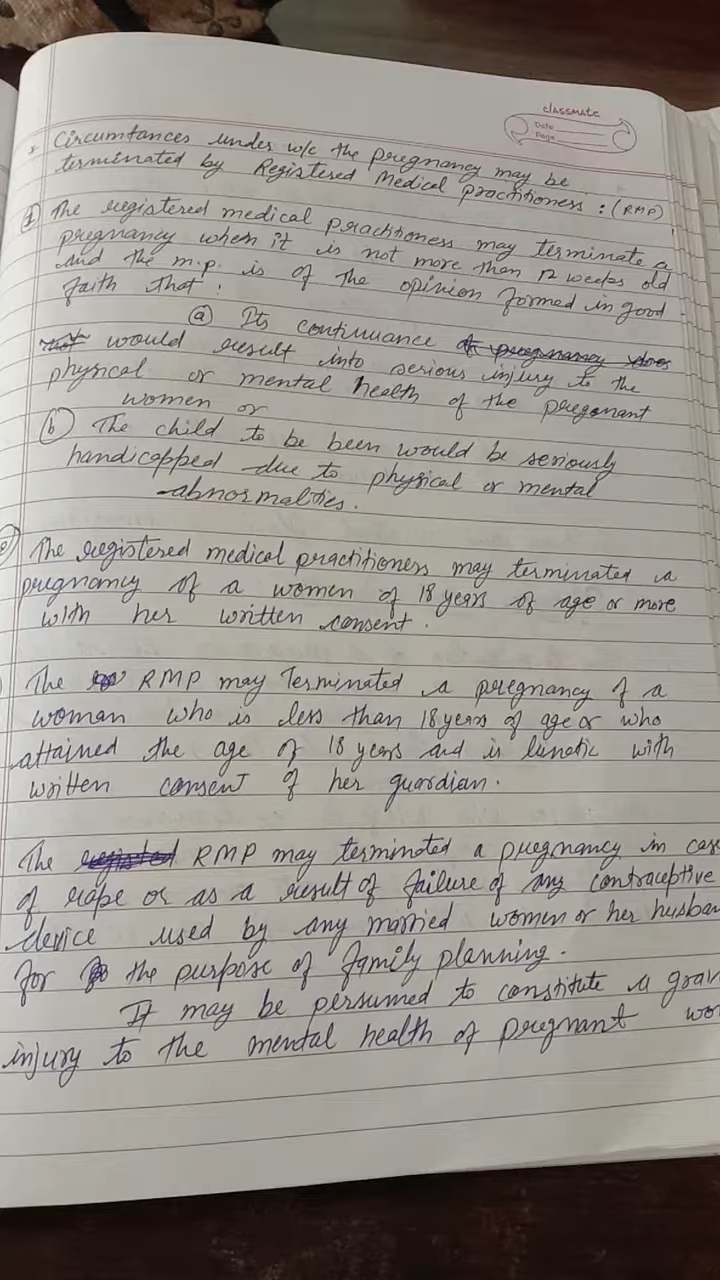 classmate
Date
Page
* Circumtances under w/c the pregnancy may be
terminated by Registered Medical practitioness : (RMP)
① The registered medical practitioness may terminate a
pregnancy when it is not more than 12 weeks old
and the m.p. is of the opinion formed in good
faith that :
ⓐ Its continuance
would result into serious injury to the
physical or mental health of the pregonant
women or
ⓑ The child to be been would be seriously
handicapped due to physical or mental
abnormalties.
The registered medical practitioners may terminated a
pregnancy of a women of 18 years of age or more
with her written consent.
The RMP may Terminated a pregnancy of a
woman who is less than 18 years of age or who
attained the age of 18 years and is lunatic with
written consent of her guardian.
The RMP may terminated a pregnancy in case
of rape or as a result of failure of any contraceptive
device used by any married women or her husban
for the purpose of family planning.
It may be persumed to constitute a grav
injury to the mental health of pregnant wo